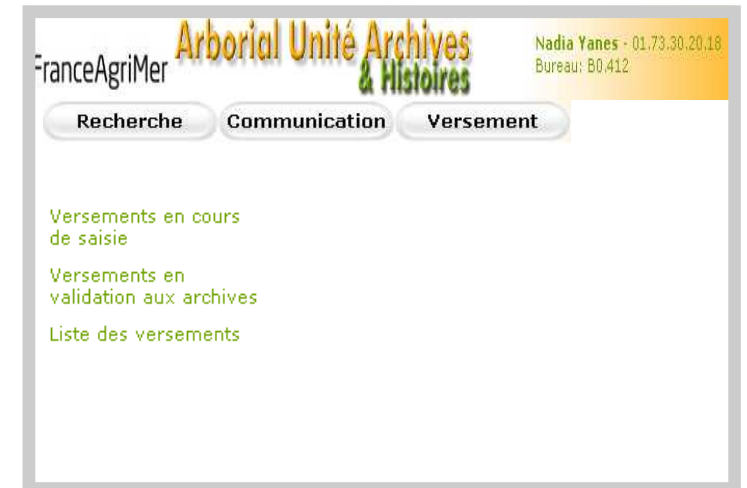 FranceAgriMer
Arborial Unité Archives
& Histoires
Nadia Yanes - 01.73.30.20.18
Bureau: B0.412
Recherche
Communication
Versement
Versements en cours
de saisie
Versements en
validation aux archives
Liste des versements